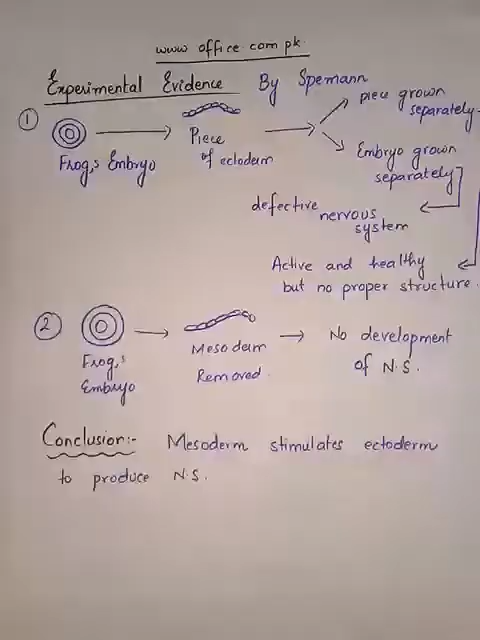 www office.com.pk
Experimental Evidence By Spemann
1
Frog,s Embryo
Piece
of ectoderm
piece grown
separately.
Embryo grown
separately
defective nervous
system
Active and healthy
but no proper structure.
2
Frog,s
Embryo
Mesoderm
Removed.
No development
of N.S.
Conclusion:- Mesoderm stimulates ectoderm
to produce N.S.